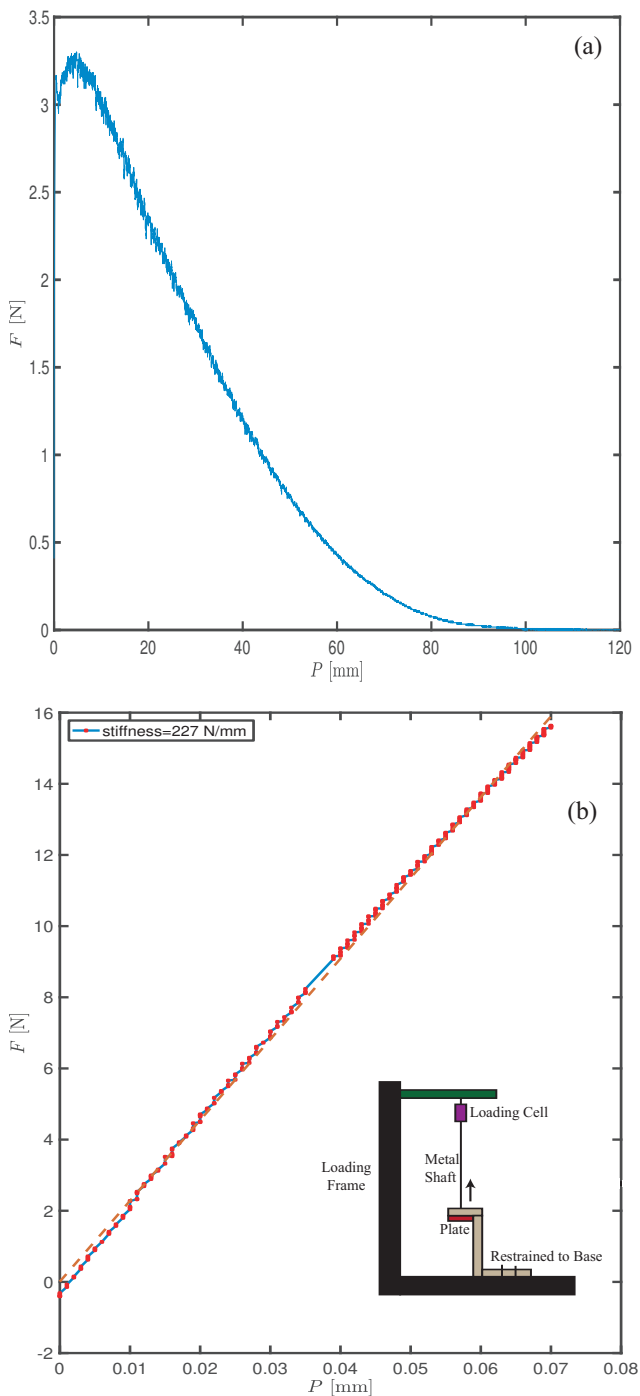 (a)
3.5
3
2.5
2
1.5
1
0.5
0
F [N]
0 20 40 60 80 100 120
P [mm]
stiffness=227 N/mm
(b)
16
14
12
10
8
6
4
2
0
-2
F [N]
Loading Cell
Loading
Frame
Metal
Shaft
Plate
Restrained to Base
0 0.01 0.02 0.03 0.04 0.05 0.06 0.07 0.08
P [mm]